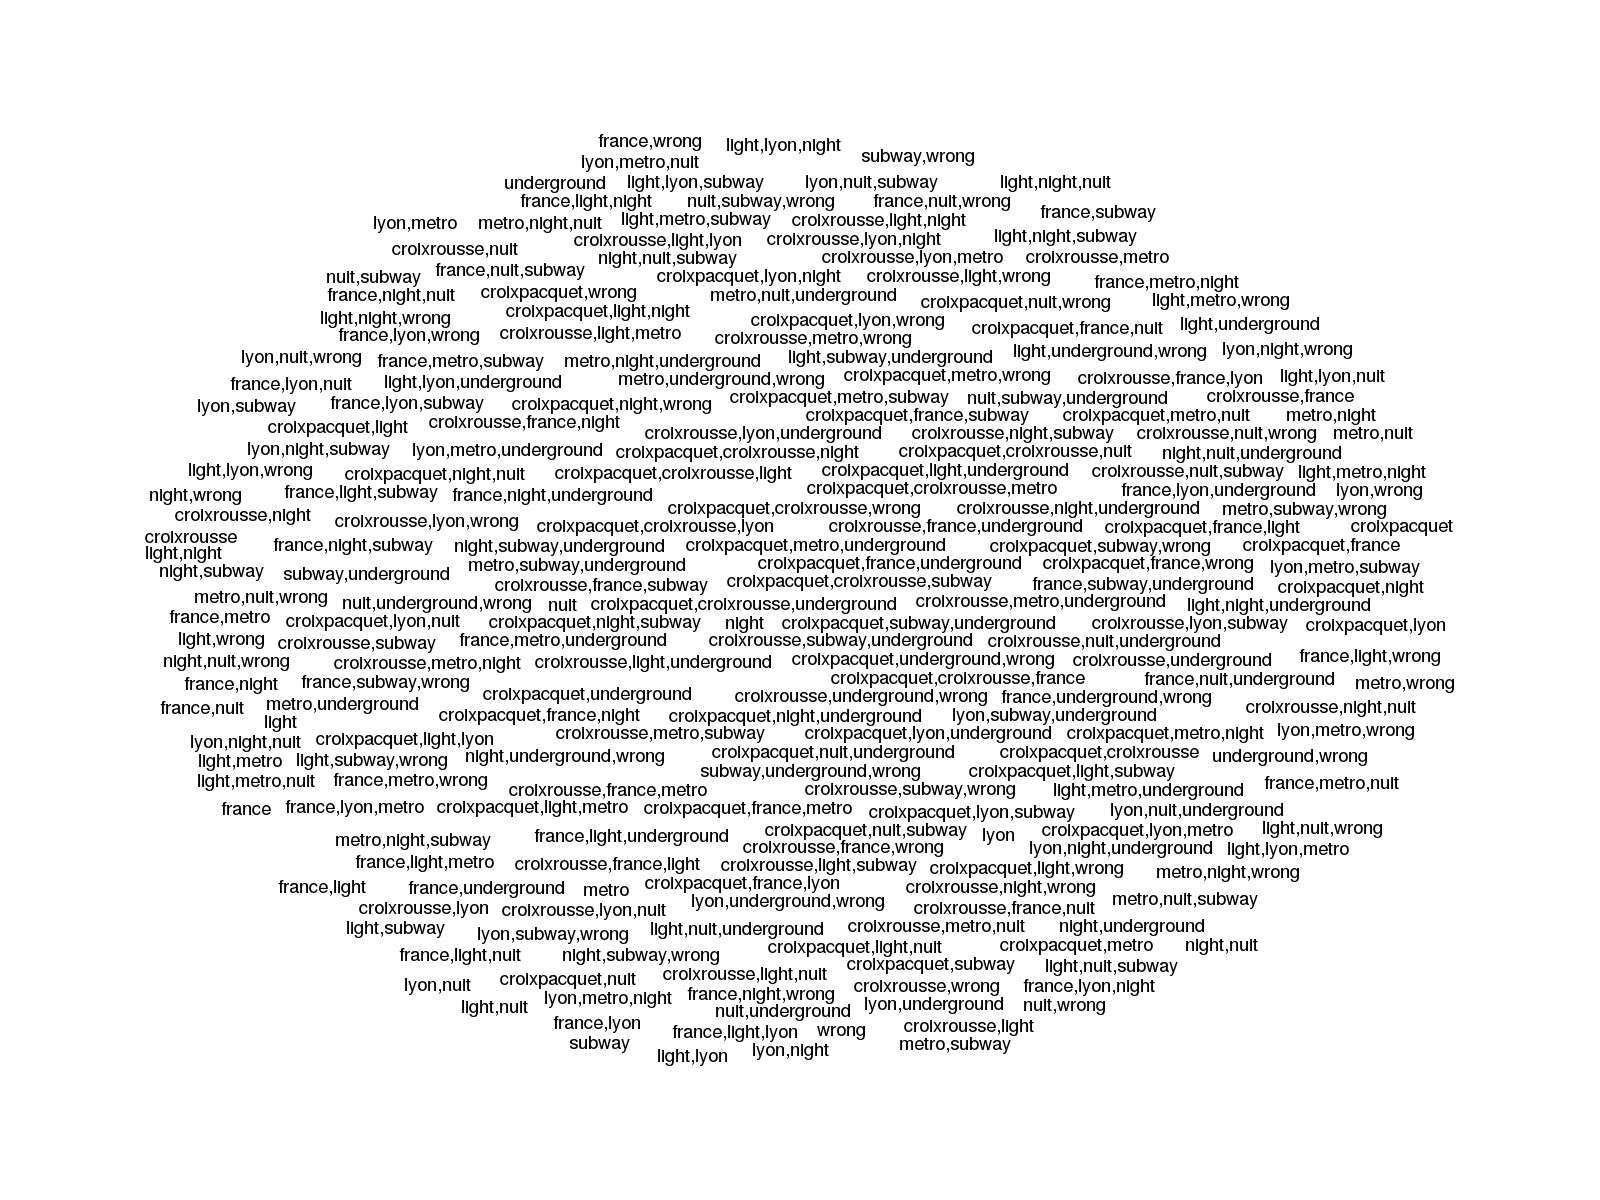 france,wrong light,lyon,night
lyon,metro,nuit subway,wrong
underground light,lyon,subway lyon,nuit,subway light,night,nuit
france,light,night nuit,subway,wrong france,nuit,wrong
lyon,metro metro,night,nuit light,metro,subway croixrousse,light,night france,subway
croixrousse,nuit croixrousse,light,lyon croixrousse,lyon,night light,night,subway
night,nuit,subway croixrousse,lyon,metro croixrousse,metro
nuit,subway france,nuit,subway croixpacquet,lyon,night croixrousse,light,wrong france,metro,night
france,night,nuit croixpacquet,wrong metro,nuit,underground croixpacquet,nuit,wrong light,metro,wrong
light,night,wrong croixpacquet,light,night croixpacquet,lyon,wrong croixpacquet,france,nuit light,underground
france,lyon,wrong croixrousse,light,metro croixrousse,metro,wrong
lyon,nuit,wrong france,metro,subway metro,night,underground light,subway,underground light,underground,wrong lyon,night,wrong
france,lyon,nuit light,lyon,underground metro,underground,wrong croixpacquet,metro,wrong croixrousse,france,lyon light,lyon,nuit
lyon,subway france,lyon,subway croixpacquet,night,wrong croixpacquet,metro,subway nuit,subway,underground croixrousse,france
croixpacquet,light croixrousse,france,night croixpacquet,france,subway croixpacquet,metro,nuit metro,night
croixrousse,lyon,underground croixrousse,night,subway croixrousse,nuit,wrong metro,nuit
lyon,night,subway lyon,metro,underground croixpacquet,croixrousse,night croixpacquet,croixrousse,nuit night,nuit,underground
light,lyon,wrong croixpacquet,night,nuit croixpacquet,croixrousse,light croixpacquet,light,underground croixrousse,nuit,subway light,metro,night
night,wrong france,light,subway france,night,underground croixpacquet,croixrousse,metro france,lyon,underground lyon,wrong
croixrousse,night croixrousse,lyon,wrong croixpacquet,croixrousse,wrong croixrousse,night,underground metro,subway,wrong
croixpacquet,croixrousse,lyon croixrousse,france,underground croixpacquet,france,light croixpacquet
croixrousse france,night,subway night,subway,underground croixpacquet,metro,underground croixpacquet,subway,wrong croixpacquet,france
light,night
night,subway subway,underground metro,subway,underground croixpacquet,france,underground croixpacquet,france,wrong lyon,metro,subway
croixrousse,france,subway croixpacquet,croixrousse,subway france,subway,underground croixpacquet,night
metro,nuit,wrong nuit,underground,wrong nuit croixpacquet,croixrousse,underground croixrousse,metro,underground light,night,underground
france,metro croixpacquet,lyon,nuit croixpacquet,night,subway night croixpacquet,subway,underground croixrousse,lyon,subway croixpacquet,lyon
light,wrong croixrousse,subway france,metro,underground croixrousse,subway,underground croixrousse,nuit,underground
night,nuit,wrong croixrousse,metro,night croixrousse,light,underground croixpacquet,underground,wrong croixrousse,underground france,light,wrong
france,night france,subway,wrong croixpacquet,croixrousse,france france,nuit,underground metro,wrong
croixpacquet,underground croixrousse,underground,wrong france,underground,wrong
france,nuit metro,underground croixpacquet,france,night croixpacquet,night,underground lyon,subway,underground croixrousse,night,nuit
light
lyon,night,nuit croixpacquet,light,lyon croixrousse,metro,subway croixpacquet,lyon,underground croixpacquet,metro,night lyon,metro,wrong
light,metro light,subway,wrong night,underground,wrong croixpacquet,nuit,underground croixpacquet,croixrousse underground,wrong
light,metro,nuit france,metro,wrong subway,underground,wrong croixpacquet,light,subway france,metro,nuit
croixrousse,france,metro croixrousse,subway,wrong light,metro,underground
france france,lyon,metro croixpacquet,light,metro croixpacquet,france,metro croixpacquet,lyon,subway lyon,nuit,underground
metro,night,subway france,light,underground croixpacquet,nuit,subway lyon croixpacquet,lyon,metro light,nuit,wrong
croixrousse,france,wrong lyon,night,underground light,lyon,metro
france,light,metro croixrousse,france,light croixrousse,light,subway croixpacquet,light,wrong metro,night,wrong
france,light france,underground metro croixpacquet,france,lyon croixrousse,night,wrong
croixrousse,lyon croixrousse,lyon,nuit lyon,underground,wrong croixrousse,france,nuit metro,nuit,subway
light,subway lyon,subway,wrong light,nuit,underground croixrousse,metro,nuit night,underground
france,light,nuit night,subway,wrong croixpacquet,light,nuit croixpacquet,metro night,nuit
croixpacquet,nuit croixrousse,light,nuit croixpacquet,subway light,nuit,subway
lyon,nuit lyon,metro,night france,night,wrong croixrousse,wrong france,lyon,night
light,nuit nuit,underground lyon,underground nuit,wrong
france,lyon france,light,lyon wrong croixrousse,light
subway light,lyon lyon,night metro,subway